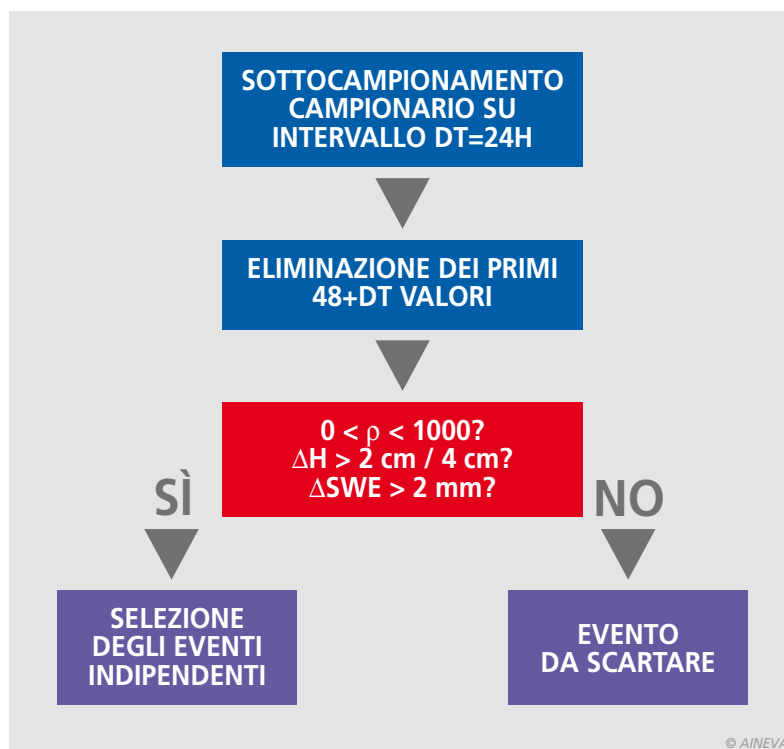 SOTTOCAMPIONAMENTO
CAMPIONARIO SU
INTERVALLO DT=24H
ELIMINAZIONE DEI PRIMI
48+DT VALORI
0 < ρ < 1000?
ΔH > 2 cm / 4 cm?
ΔSWE > 2 mm?
SÌ
NO
SELEZIONE
DEGLI EVENTI
INDIPENDENTI
EVENTO
DA SCARTARE
© AINEVA